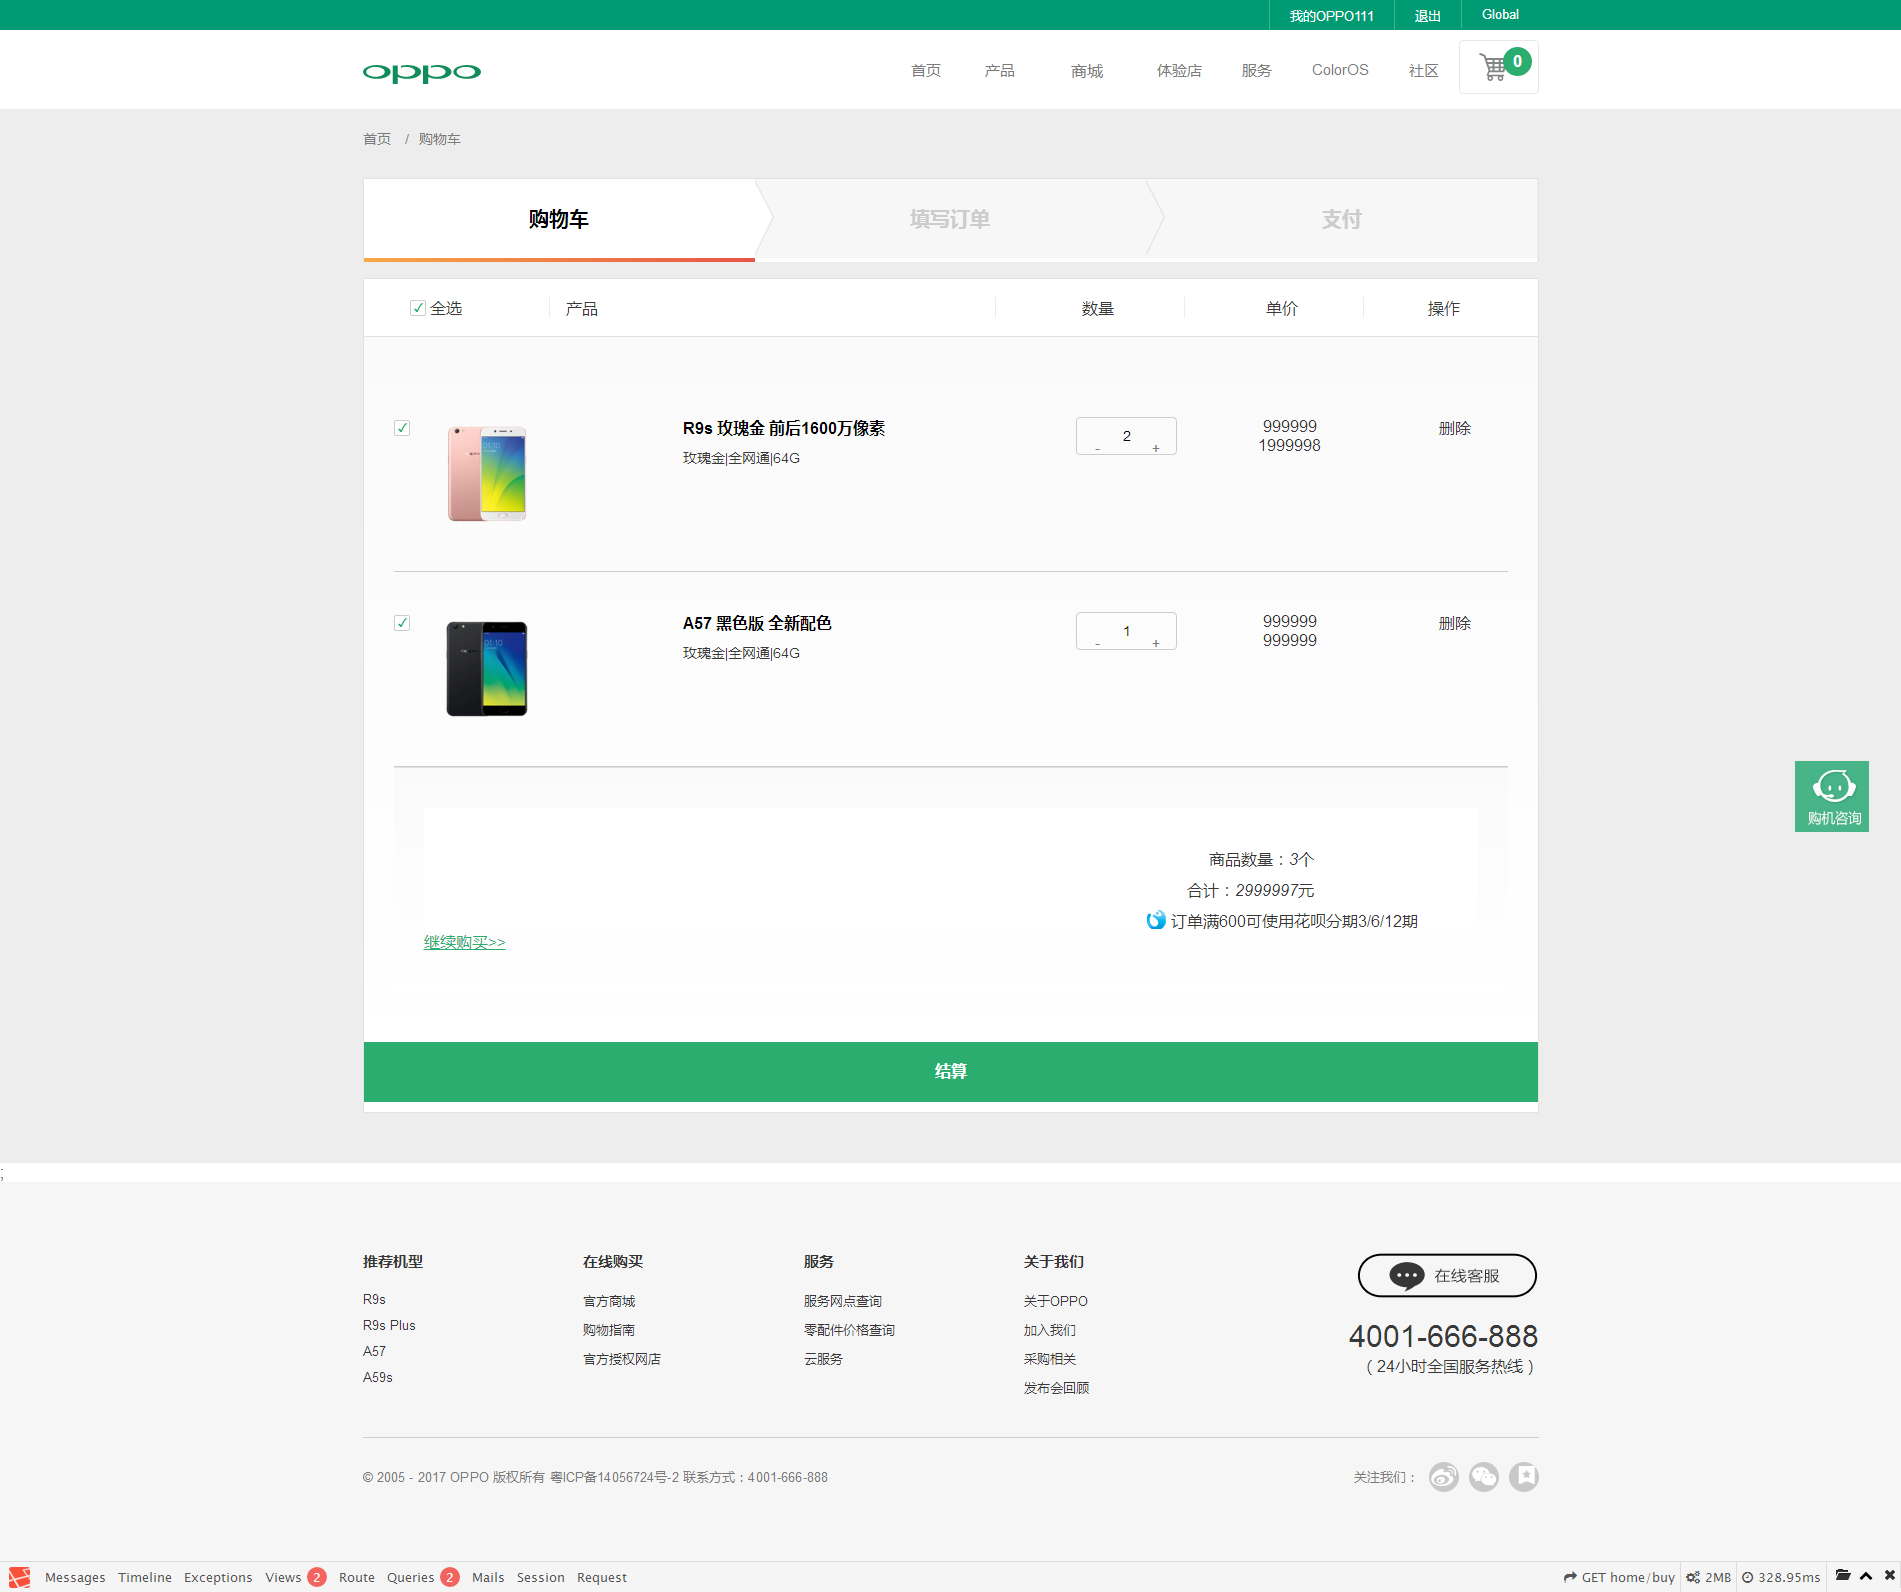 我的OPPO111 退出 Global
oppo 首页 产品 商城 体验店 服务 ColorOS 社区 0
首页 / 购物车
购物车 填写订单 支付
全选 产品 数量 单价 操作
R9s 玫瑰金 前后1600万像素 2 999999 删除
- + 1999998
玫瑰金|全网通|64G
A57 黑色版 全新配色 1 999999 删除
- + 999999
玫瑰金|全网通|64G
购机咨询
商品数量：3个
合计：2999997元
订单满600可使用花呗分期3/6/12期
继续购买>>
结算
;
推荐机型 在线购买 服务 关于我们
在线客服
R9s 官方商城 服务网点查询 关于OPPO
R9s Plus 购物指南 零配件价格查询 加入我们
4001-666-888
A57 官方授权网店 云服务 采购相关
（24小时全国服务热线）
A59s 发布会回顾
© 2005 - 2017 OPPO 版权所有 粤ICP备14056724号-2 联系方式：4001-666-888 关注我们：
Messages Timeline Exceptions Views 2 Route Queries 2 Mails Session Request GET home/buy 2MB 328.95ms